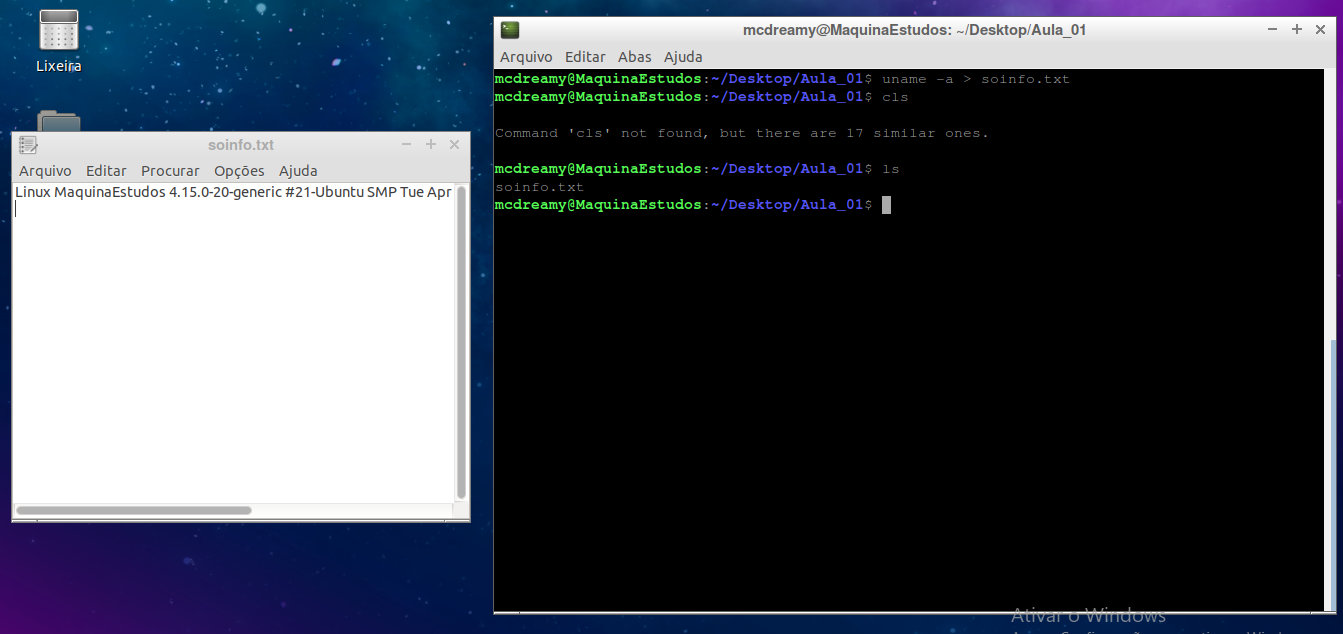 Lixeira
soinfo.txt
Arquivo Editar Procurar Opções Ajuda
Linux MaquinaEstudos 4.15.0-20-generic #21-Ubuntu SMP Tue Apr
mcdreamy@MaquinaEstudos: ~/Desktop/Aula_01
Arquivo Editar Abas Ajuda
mcdreamy@MaquinaEstudos:~/Desktop/Aula_01$ uname -a > soinfo.txt
mcdreamy@MaquinaEstudos:~/Desktop/Aula_01$ cls
Command 'cls' not found, but there are 17 similar ones.
mcdreamy@MaquinaEstudos:~/Desktop/Aula_01$ ls
soinfo.txt
mcdreamy@MaquinaEstudos:~/Desktop/Aula_01$
Ativar o Windows